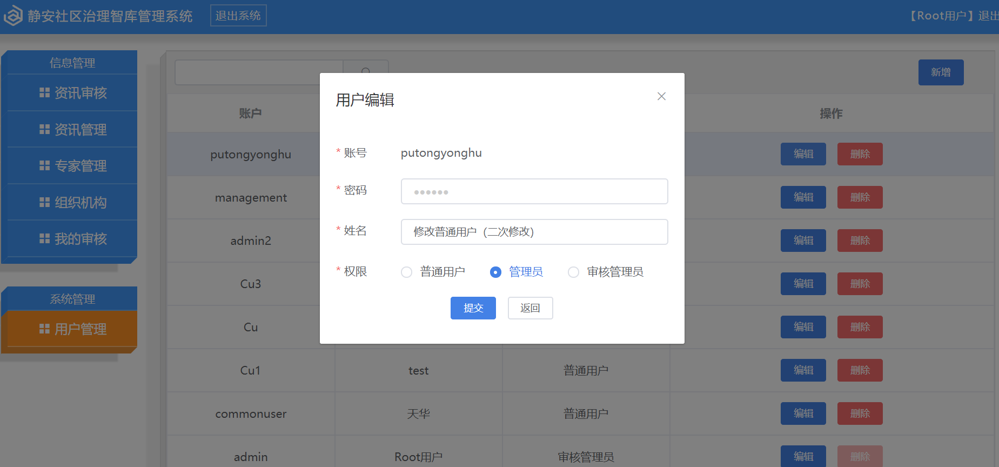 静安社区治理智库管理系统 退出系统 【Root用户】退出
信息管理
资讯审核
资讯管理
专家管理
组织机构
我的审核
系统管理
用户管理
新增
账户 操作
putongyonghu 编辑 删除
management 编辑 删除
admin2 编辑 删除
Cu3 编辑 删除
Cu 编辑 删除
Cu1 test 普通用户 编辑 删除
commonuser 天华 普通用户 编辑 删除
admin Root用户 审核管理员 编辑 删除
用户编辑
* 账号 putongyonghu
* 密码 ••••••
* 姓名 修改普通用户（二次修改）
* 权限 普通用户 管理员 审核管理员
提交 返回